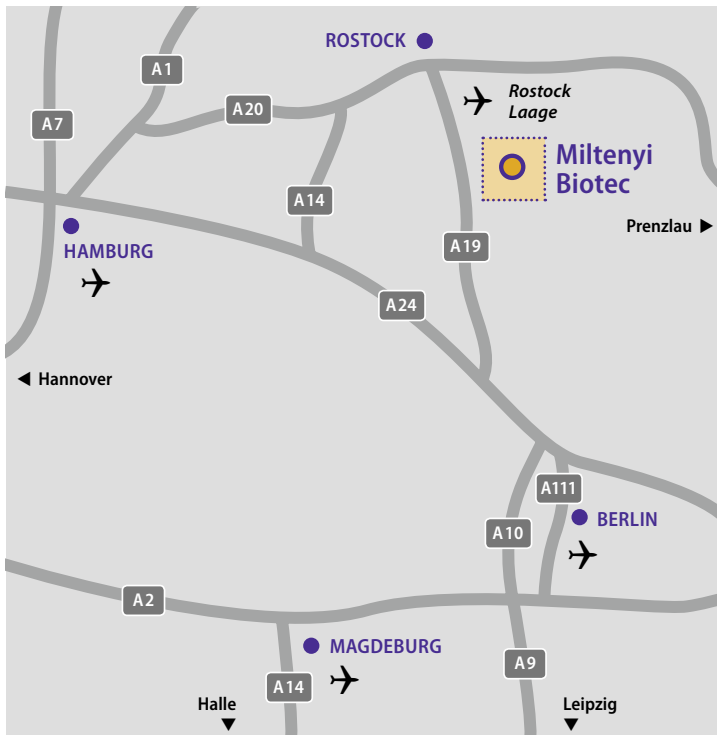 ROSTOCK
A1
Rostock
Laage
A20
A7
Miltenyi
Biotec
A14
Prenzlau
HAMBURG
A19
A24
Hannover
A111
BERLIN
A10
A2
MAGDEBURG
A9
A14
Halle
Leipzig